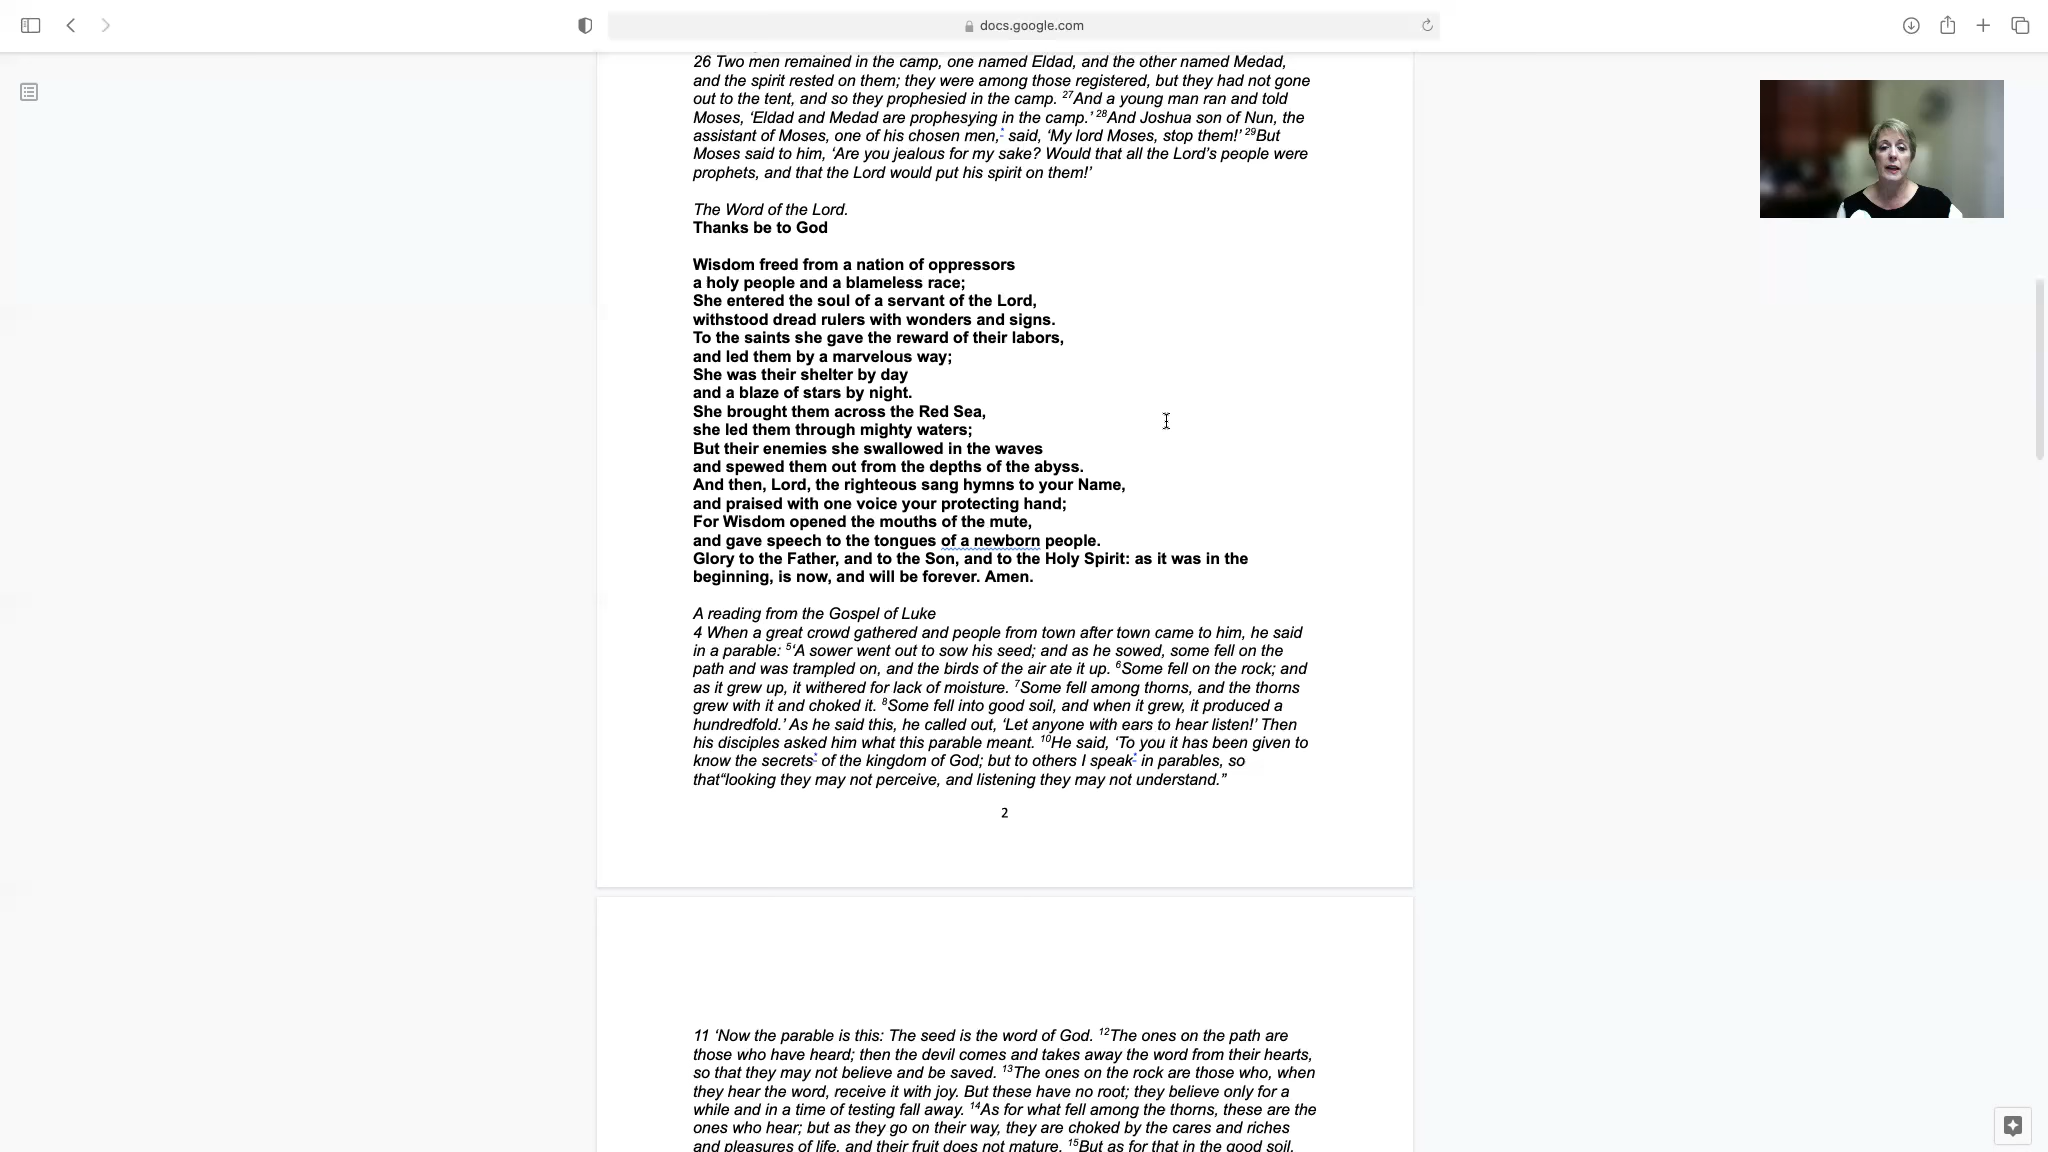 docs.google.com
26 Two men remained in the camp, one named Eldad, and the other named Medad,
and the spirit rested on them; they were among those registered, but they had not gone
out to the tent, and so they prophesied in the camp. 27And a young man ran and told
Moses, ‘Eldad and Medad are prophesying in the camp.’ 28And Joshua son of Nun, the
assistant of Moses, one of his chosen men,* said, ‘My lord Moses, stop them!’ 29But
Moses said to him, ‘Are you jealous for my sake? Would that all the Lord’s people were
prophets, and that the Lord would put his spirit on them!’
The Word of the Lord.
Thanks be to God
Wisdom freed from a nation of oppressors
a holy people and a blameless race;
She entered the soul of a servant of the Lord,
withstood dread rulers with wonders and signs.
To the saints she gave the reward of their labors,
and led them by a marvelous way;
She was their shelter by day
and a blaze of stars by night.
She brought them across the Red Sea,
she led them through mighty waters;
But their enemies she swallowed in the waves
and spewed them out from the depths of the abyss.
And then, Lord, the righteous sang hymns to your Name,
and praised with one voice your protecting hand;
For Wisdom opened the mouths of the mute,
and gave speech to the tongues of a newborn people.
Glory to the Father, and to the Son, and to the Holy Spirit: as it was in the
beginning, is now, and will be forever. Amen.
A reading from the Gospel of Luke
4 When a great crowd gathered and people from town after town came to him, he said
in a parable: 5‘A sower went out to sow his seed; and as he sowed, some fell on the
path and was trampled on, and the birds of the air ate it up. 6Some fell on the rock; and
as it grew up, it withered for lack of moisture. 7Some fell among thorns, and the thorns
grew with it and choked it. 8Some fell into good soil, and when it grew, it produced a
hundredfold.’ As he said this, he called out, ‘Let anyone with ears to hear listen!’ Then
his disciples asked him what this parable meant. 10He said, ‘To you it has been given to
know the secrets* of the kingdom of God; but to others I speak* in parables, so
that“looking they may not perceive, and listening they may not understand.”
2
11 ‘Now the parable is this: The seed is the word of God. 12The ones on the path are
those who have heard; then the devil comes and takes away the word from their hearts,
so that they may not believe and be saved. 13The ones on the rock are those who, when
they hear the word, receive it with joy. But these have no root; they believe only for a
while and in a time of testing fall away. 14As for what fell among the thorns, these are the
ones who hear; but as they go on their way, they are choked by the cares and riches
and pleasures of life, and their fruit does not mature. 15But as for that in the good soil,